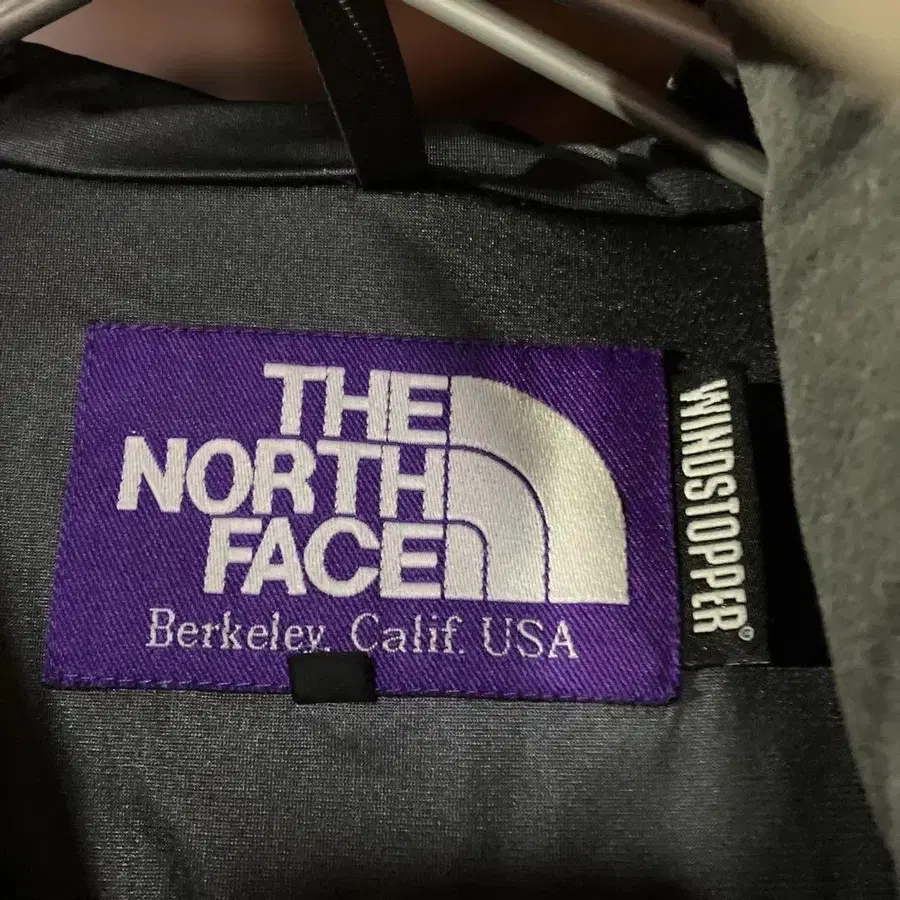 THE
NORTH
FACE
Berkeley, Calif. USA
WINDSTOPPER®